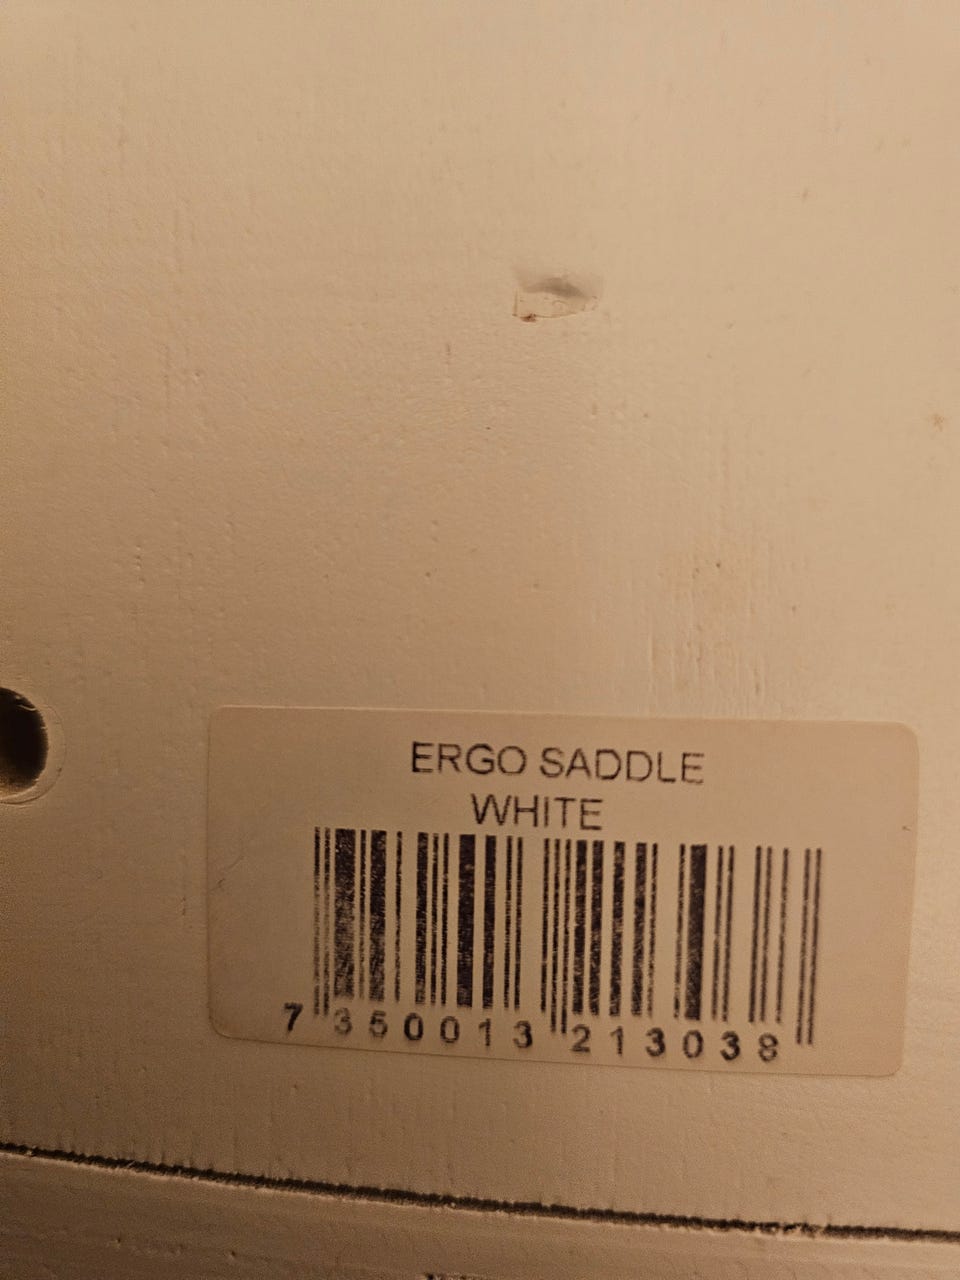 ERGO SADDLE
WHITE
7 350013 213038